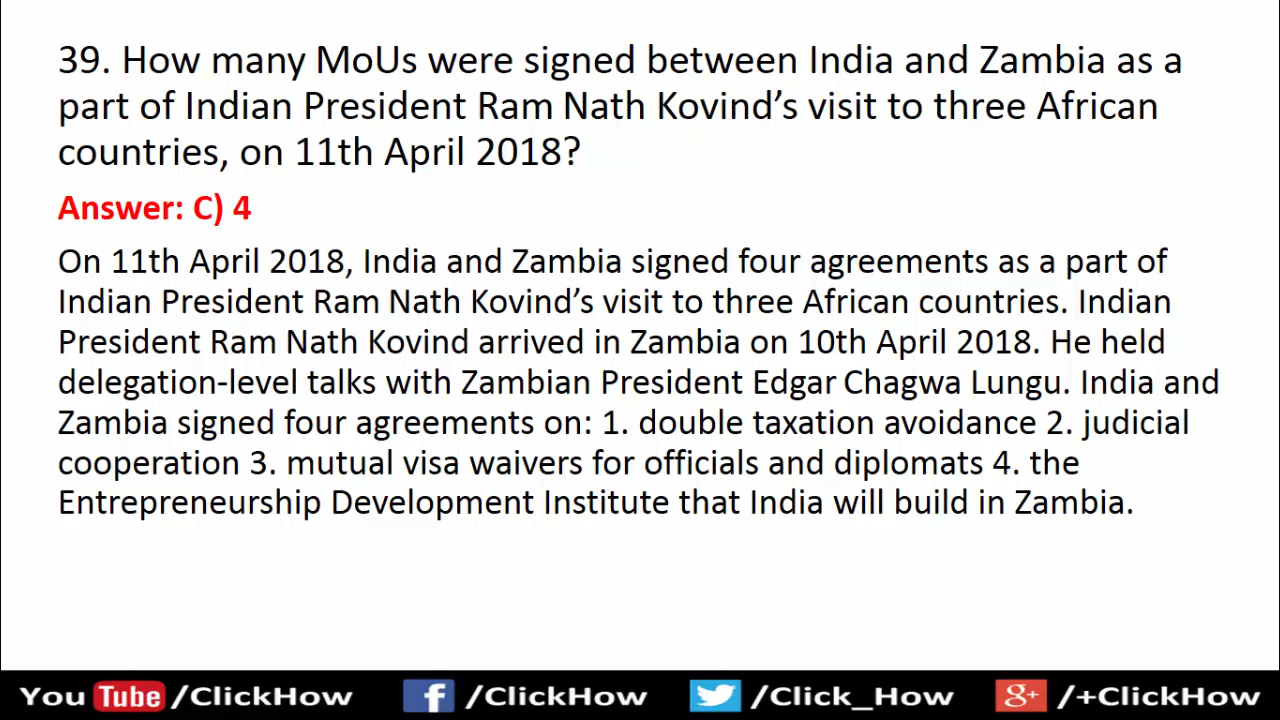 39. How many MoUs were signed between India and Zambia as a
part of Indian President Ram Nath Kovind’s visit to three African
countries, on 11th April 2018?
Answer: C) 4
On 11th April 2018, India and Zambia signed four agreements as a part of
Indian President Ram Nath Kovind’s visit to three African countries. Indian
President Ram Nath Kovind arrived in Zambia on 10th April 2018. He held
delegation-level talks with Zambian President Edgar Chagwa Lungu. India and
Zambia signed four agreements on: 1. double taxation avoidance 2. judicial
cooperation 3. mutual visa waivers for officials and diplomats 4. the
Entrepreneurship Development Institute that India will build in Zambia.
You Tube /ClickHow f /ClickHow /Click_How g+ /+ClickHow